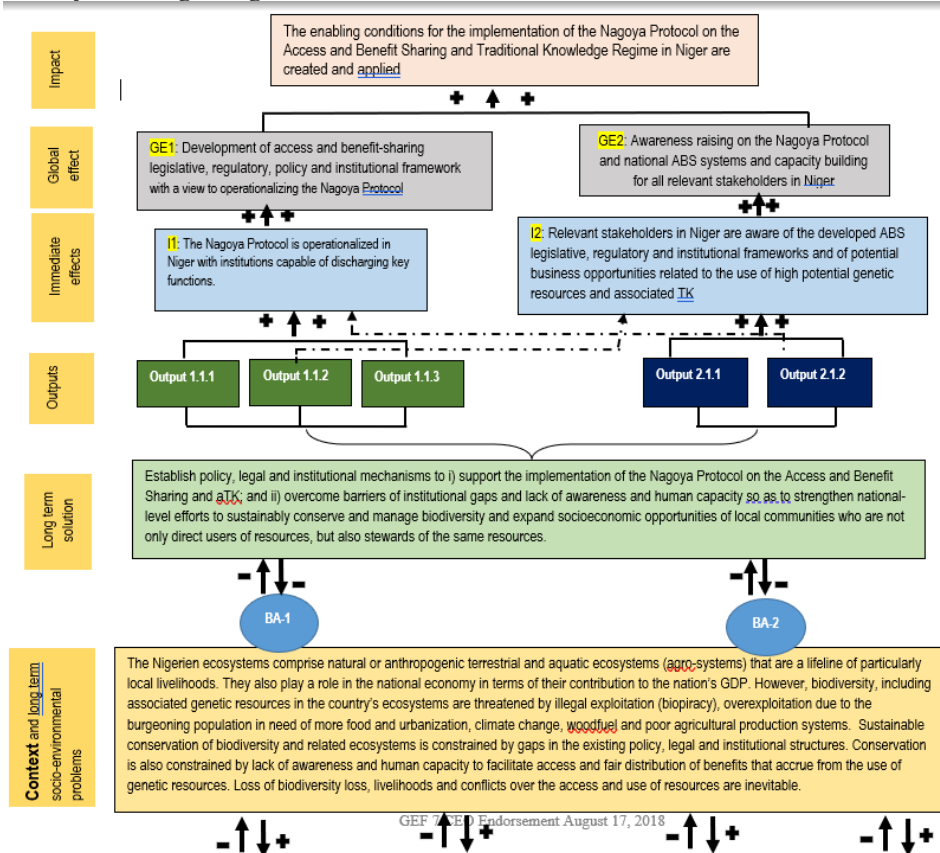 Impact
The enabling conditions for the implementation of the Nagoya Protocol on the
Access and Benefit Sharing and Traditional Knowledge Regime in Niger are
created and applied
Global
effect
GE1: Development of access and benefit-sharing
legislative, regulatory, policy and institutional framework
with a view to operationalizing the Nagoya Protocol
GE2: Awareness raising on the Nagoya Protocol
and national ABS systems and capacity building
for all relevant stakeholders in Niger
Immediate
effects
I1: The Nagoya Protocol is operationalized in
Niger with institutions capable of discharging key
functions.
I2: Relevant stakeholders in Niger are aware of the developed ABS
legislative, regulatory and institutional frameworks and of potential
business opportunities related to the use of high potential genetic
resources and associated TK
Outputs
Output 1.1.1
Output 1.1.2
Output 1.1.3
Output 2.1.1
Output 2.1.2
Long term
solution
Establish policy, legal and institutional mechanisms to i) support the implementation of the Nagoya Protocol on the Access and Benefit
Sharing and aTK; and ii) overcome barriers of institutional gaps and lack of awareness and human capacity so as to strengthen national-
level efforts to sustainably conserve and manage biodiversity and expand socioeconomic opportunities of local communities who are not
only direct users of resources, but also stewards of the same resources.
BA-1
BA-2
Context and long term
socio-environmental
problems
The Nigerien ecosystems comprise natural or anthropogenic terrestrial and aquatic ecosystems (agro-systems) that are a lifeline of particularly
local livelihoods. They also play a role in the national economy in terms of their contribution to the nation's GDP. However, biodiversity, including
associated genetic resources in the country's ecosystems are threatened by illegal exploitation (biopiracy), overexploitation due to the
burgeoning population in need of more food and urbanization, climate change, woodfuel and poor agricultural production systems. Sustainable
conservation of biodiversity and related ecosystems is constrained by gaps in the existing policy, legal and institutional structures. Conservation
is also constrained by lack of awareness and human capacity to facilitate access and fair distribution of benefits that accrue from the use of
genetic resources. Loss of biodiversity loss, livelihoods and conflicts over the access and use of resources are inevitable.
GEF 7 CEO Endorsement August 17, 2018